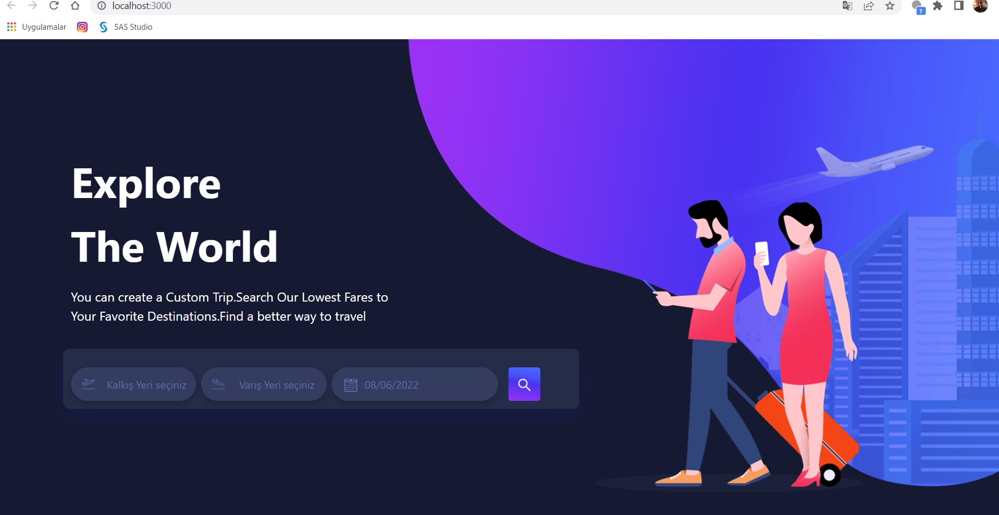 localhost:3000
Uygulamalar SAS Studio
Explore
The World
You can create a Custom Trip.Search Our Lowest Fares to
Your Favorite Destinations.Find a better way to travel
Kalkış Yeri seçiniz Varış Yeri seçiniz 08/06/2022